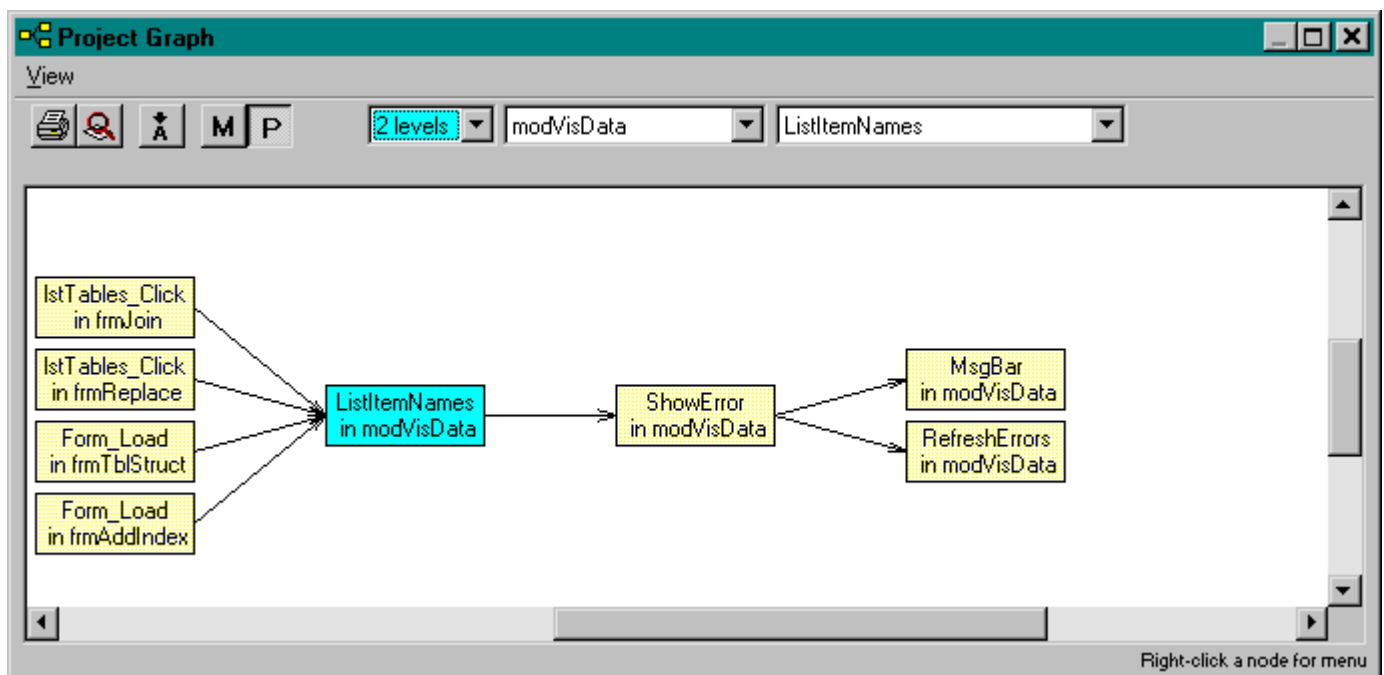 Project Graph
View
A M P 2 levels modVisData ListItemNames
lstTables_Click
in frmJoin
lstTables_Click
in frmReplace
Form_Load
in frmTblStruct
Form_Load
in frmAddIndex
ListItemNames
in modVisData
ShowError
in modVisData
MsgBar
in modVisData
RefreshErrors
in modVisData
Right-click a node for menu